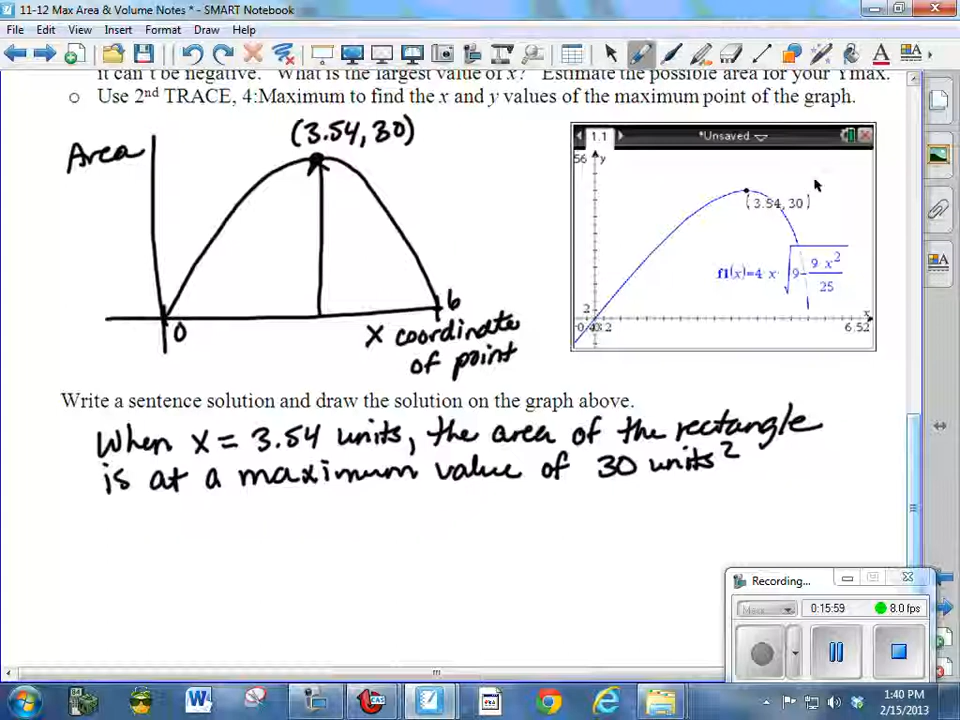 11-12 Max Area & Volume Notes * - SMART Notebook
File Edit View Insert Format Draw Help
it can't be negative. What is the largest value of x? Estimate the possible area for your Ymax.
o Use 2nd TRACE, 4:Maximum to find the x and y values of the maximum point of the graph.
(3.54, 30)
Area
0
6
X coordinate
of point
1.1
*Unsaved
56 y
(3.54, 30)
f1(x)=4·x·√9-9·x²/25
2
0.2
x
6.52
Write a sentence solution and draw the solution on the graph above.
When x = 3.54 units, the area of the rectangle
is at a maximum value of 30 units²
Recording...
0:15:59
8.0 fps
1:40 PM
2/15/2013